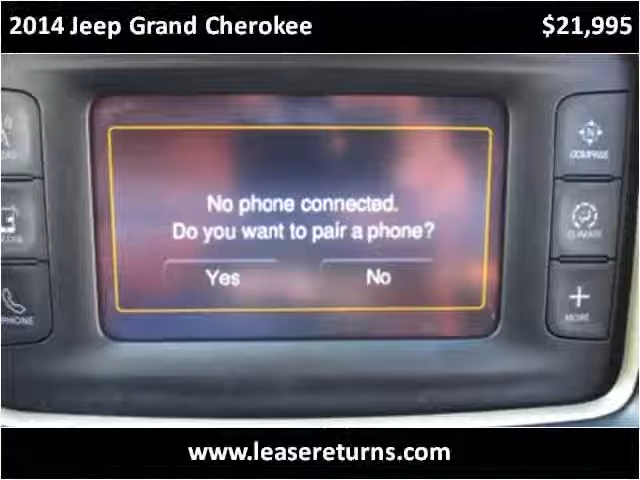 2014 Jeep Grand Cherokee $21,995
No phone connected.
Do you want to pair a phone?
Yes No
COMPASS
CLIMATE
PHONE
MORE
www.leasereturns.com